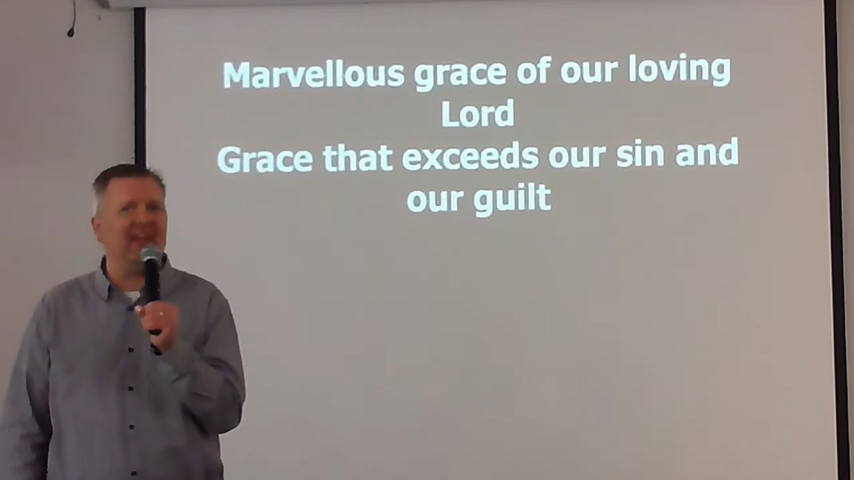 Marvellous grace of our loving
Lord
Grace that exceeds our sin and
our guilt